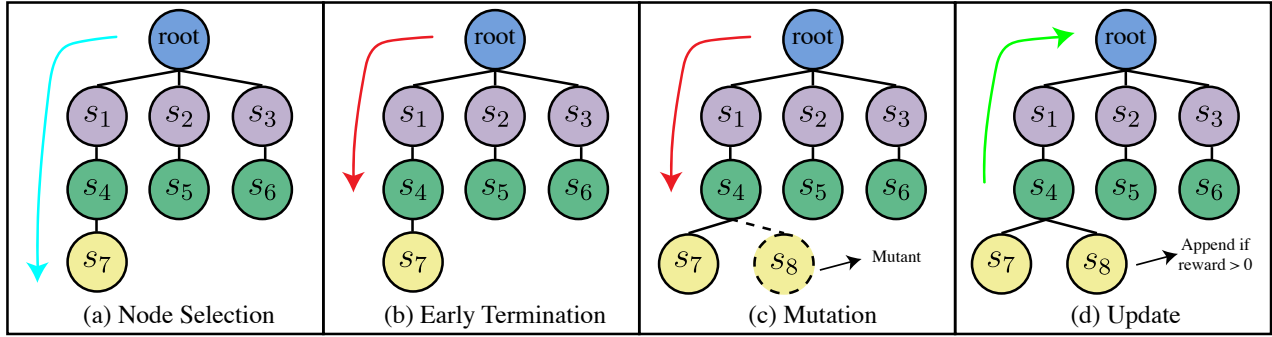 root
s₁ s₂ s₃
s₄ s₅ s₆
s₇
(a) Node Selection
root
s₁ s₂ s₃
s₄ s₅ s₆
s₇
(b) Early Termination
root
s₁ s₂ s₃
s₄ s₅ s₆
s₇ s₈
Mutant
(c) Mutation
root
s₁ s₂ s₃
s₄ s₅ s₆
s₇ s₈
Append if
reward > 0
(d) Update